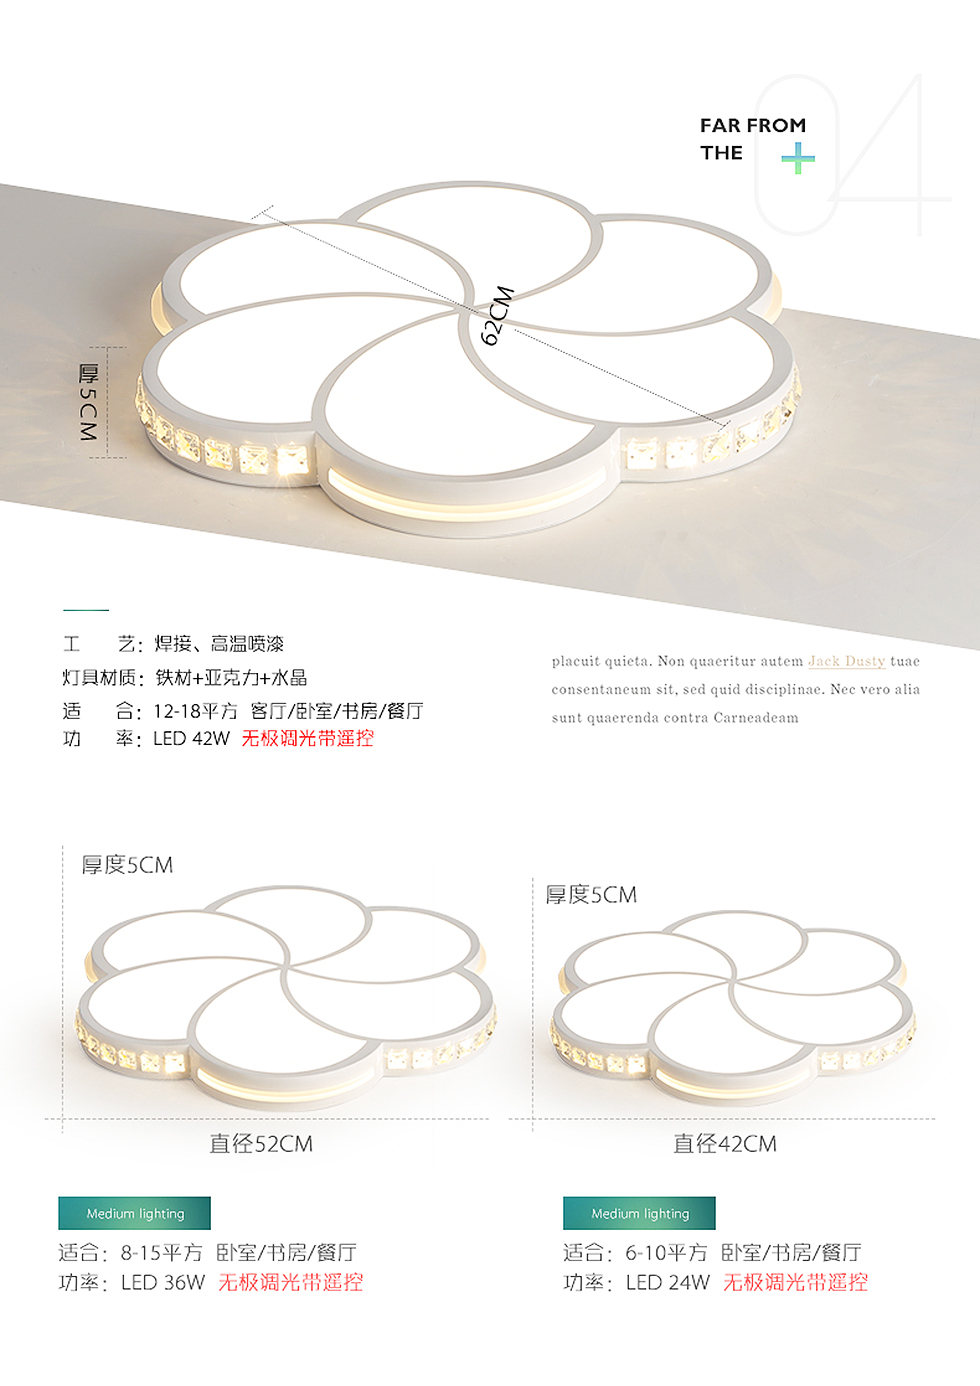 04
FAR FROM
THE
62CM
厚5CM
工 艺：焊接、高温喷漆
灯具材质：铁材+亚克力+水晶
适 合：12-18平方 客厅/卧室/书房/餐厅
功 率：LED 42W 无极调光带遥控
placuit quieta. Non quaeritur autem Jack Dusty tuae
consentaneum sit, sed quid disciplinae. Nec vero alia
sunt quaerenda contra Carneadeam
厚度5CM
厚度5CM
直径52CM
直径42CM
Medium lighting
适合：8-15平方 卧室/书房/餐厅
功率：LED 36W 无极调光带遥控
Medium lighting
适合：6-10平方 卧室/书房/餐厅
功率：LED 24W 无极调光带遥控